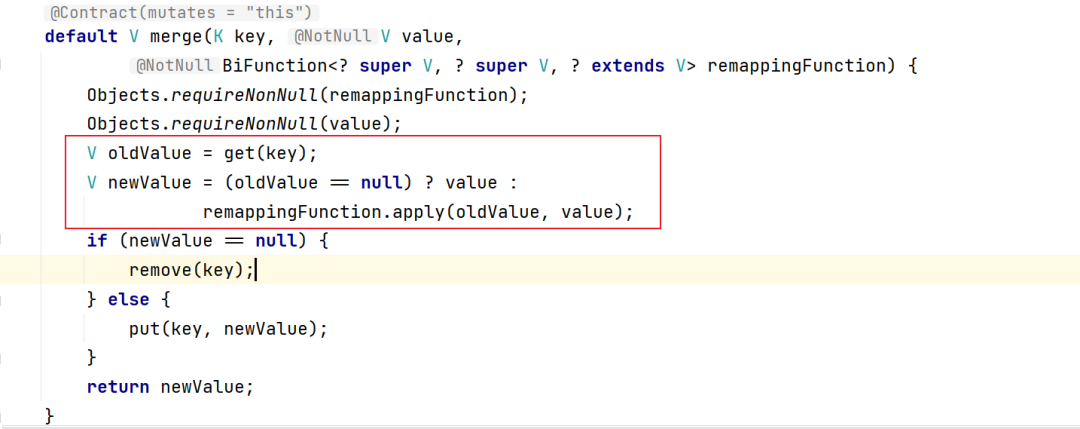 @Contract(mutates = "this")
default V merge(K key, @NotNull V value,
@NotNull BiFunction<? super V, ? super V, ? extends V> remappingFunction) {
Objects.requireNonNull(remappingFunction);
Objects.requireNonNull(value);
V oldValue = get(key);
V newValue = (oldValue == null) ? value :
remappingFunction.apply(oldValue, value);
if (newValue == null) {
remove(key);
} else {
put(key, newValue);
}
return newValue;
}